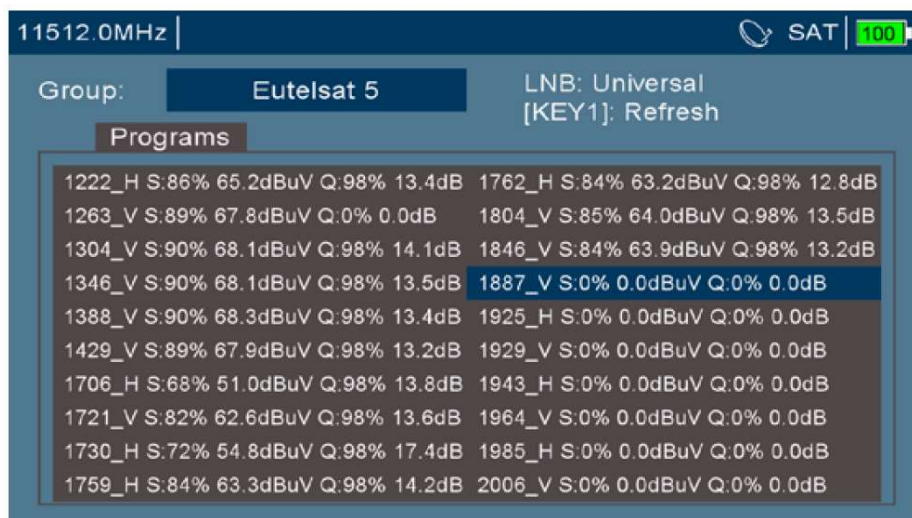 11512.0MHz SAT 100
Group: Eutelsat 5 LNB: Universal
[KEY1]: Refresh
Programs
1222_H S:86% 65.2dBuV Q:98% 13.4dB 1762_H S:84% 63.2dBuV Q:98% 12.8dB
1263_V S:89% 67.8dBuV Q:0% 0.0dB 1804_V S:85% 64.0dBuV Q:98% 13.5dB
1304_V S:90% 68.1dBuV Q:98% 14.1dB 1846_V S:84% 63.9dBuV Q:98% 13.2dB
1346_V S:90% 68.1dBuV Q:98% 13.5dB 1887_V S:0% 0.0dBuV Q:0% 0.0dB
1388_V S:90% 68.3dBuV Q:98% 13.4dB 1925_H S:0% 0.0dBuV Q:0% 0.0dB
1429_V S:89% 67.9dBuV Q:98% 13.2dB 1929_V S:0% 0.0dBuV Q:0% 0.0dB
1706_H S:68% 51.0dBuV Q:98% 13.8dB 1943_H S:0% 0.0dBuV Q:0% 0.0dB
1721_V S:82% 62.6dBuV Q:98% 13.6dB 1964_V S:0% 0.0dBuV Q:0% 0.0dB
1730_H S:72% 54.8dBuV Q:98% 17.4dB 1985_H S:0% 0.0dBuV Q:0% 0.0dB
1759_H S:84% 63.3dBuV Q:98% 14.2dB 2006_V S:0% 0.0dBuV Q:0% 0.0dB